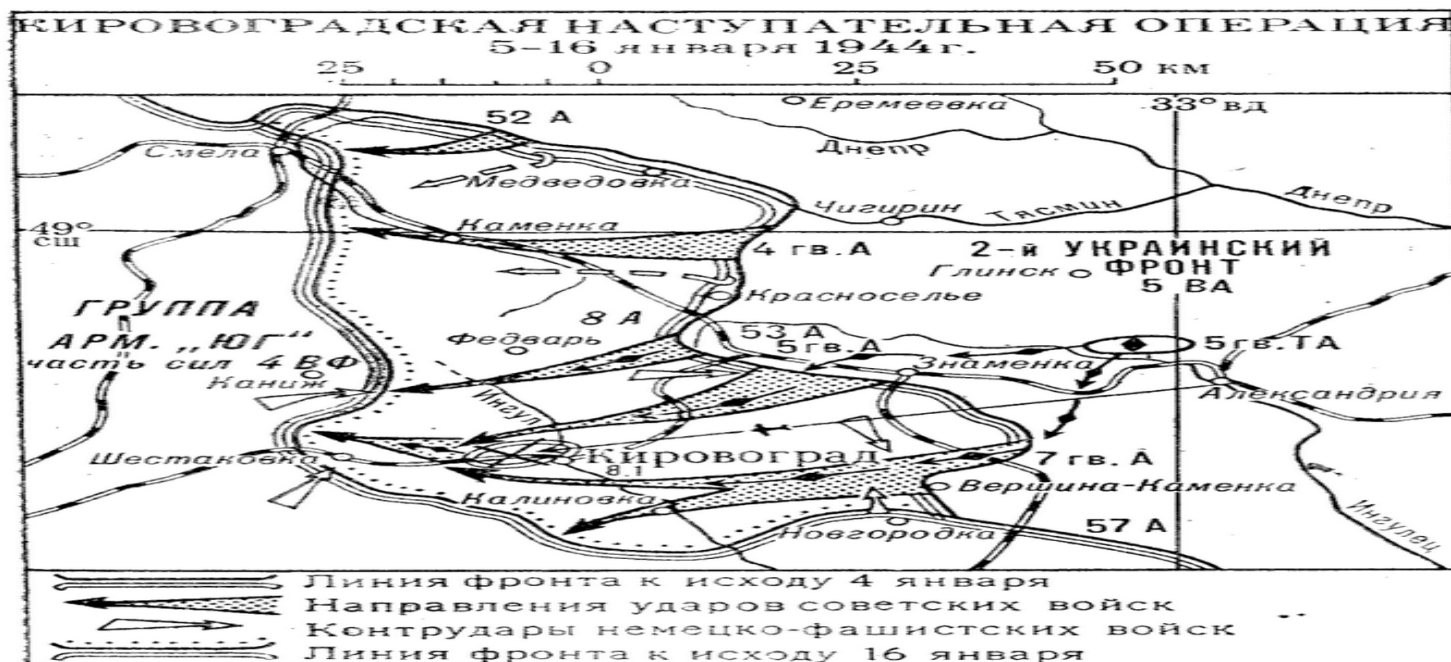 КИРОВОГРАДСКАЯ НАСТУПАТЕЛЬНАЯ ОПЕРАЦИЯ
5-16 января 1944г.
25 0 25 50 км
52 А
Еремеевка
33° вд
Смела
Днепр
Медведовка
Днепр
Чигирин
Тясмин
49°
сш
Каменка
4 гв. А
2-й УКРАИНСКИЙ
Глинск
ФРОНТ
5 ВА
Красноселье
ГРУППА
АРМ. „ЮГ"
часть сил 4 ВФ
8 А
53 А
5 гв. А
5 гв. ТА
Федварь
Знаменка
Каниж
Александрия
Ингул
Шестаковка
Кировоград
8.1
7 гв. А
Калиновка
Вершина-Каменка
Новгородка
57 А
Ингулец
Линия фронта к исходу 4 января
Направления ударов советских войск
Контрудары немецко-фашистских войск
Линия фронта к исходу 16 января